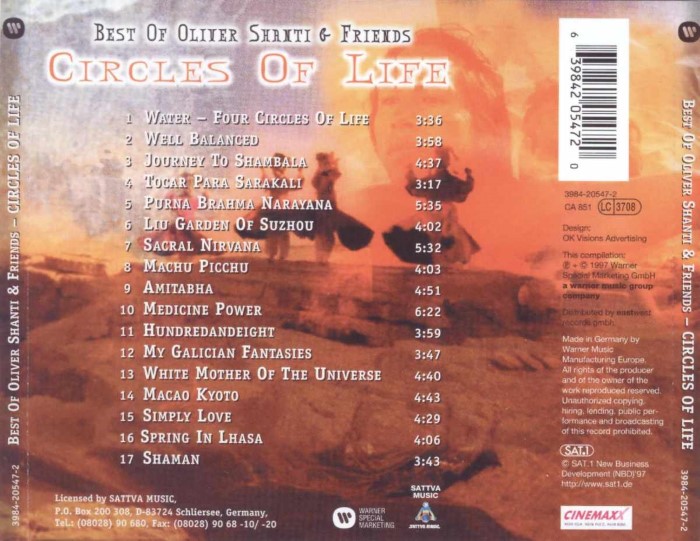 BEST OF OLIVER SHANTI & FRIENDS
CIRCLES OF LIFE
1 WATER – FOUR CIRCLES OF LIFE 3:36
2 WELL BALANCED 3:58
3 JOURNEY TO SHAMBALA 4:37
4 TOCAR PARA SARAKALI 3:17
5 PURNA BRAHMA NARAYANA 5:35
6 LIU GARDEN OF SUZHOU 4:02
7 SACRAL NIRVANA 5:32
8 MACHU PICCHU 4:03
9 AMITABHA 4:51
10 MEDICINE POWER 6:22
11 HUNDREDANDEIGHT 3:59
12 MY GALICIAN FANTASIES 3:47
13 WHITE MOTHER OF THE UNIVERSE 4:40
14 MACAO KYOTO 4:43
15 SIMPLY LOVE 4:29
16 SPRING IN LHASA 4:06
17 SHAMAN 3:43
Licensed by SATTVA MUSIC,
P.O. Box 200 308, D-83724 Schliersee, Germany,
Tel.: (08028) 90 680, Fax: (08028) 90 68 -10/ -20
WARNER
SPECIAL
MARKETING
SATTVA
MUSIC
SATTVA MUSIC
6 39842 05472 0
3984-20547-2
CA 851 LC 3708
Design:
OK Visions Advertising
This compilation:
℗ + © 1997 Warner
Special Marketing GmbH
a warner music group
company
Distributed by eastwest
records gmbh.
Made in Germany by
Warner Music
Manufacturing Europe.
All rights of the producer
and of the owner of the
work reproduced reserved.
Unauthorized copying,
hiring, lending, public per-
formance and broadcasting
of this record prohibited.
SAT.1
© SAT.1 New Business
Development (NBD)'97
http://www.sat1.de
CINEMAXX
BEST OF OLIVER SHANTI & FRIENDS – CIRCLES OF LIFE
3984-20547-2
BEST OF OLIVER SHANTI & FRIENDS – CIRCLES OF LIFE
3984-20547-2